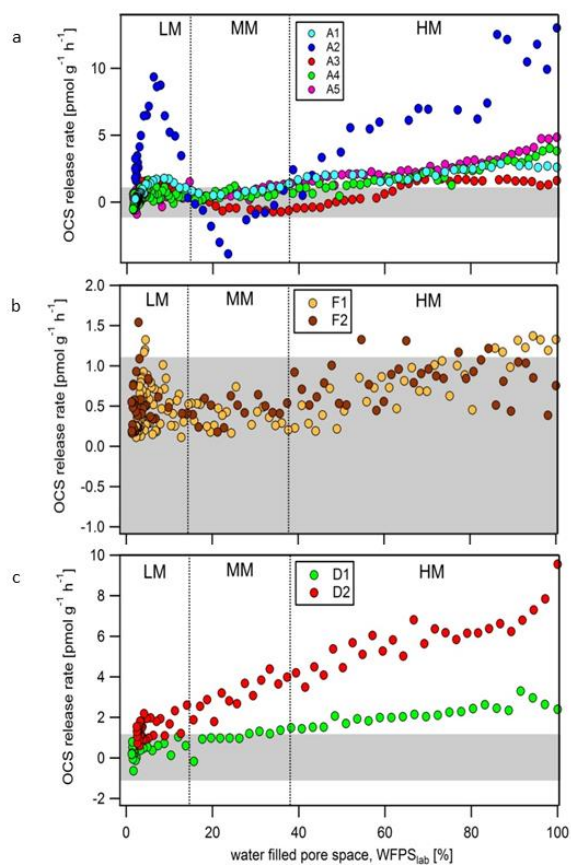 a
LM MM HM
A1
A2
A3
A4
A5
OCS release rate [pmol g⁻¹ h⁻¹]
10
5
0
b
LM MM HM
F1
F2
OCS release rate [pmol g⁻¹ h⁻¹]
2.0
1.5
1.0
0.5
0.0
-0.5
-1.0
c
LM MM HM
D1
D2
OCS release rate [pmol g⁻¹ h⁻¹]
10
8
6
4
2
0
-2
0 20 40 60 80 100
water filled pore space, WFPSlab [%]